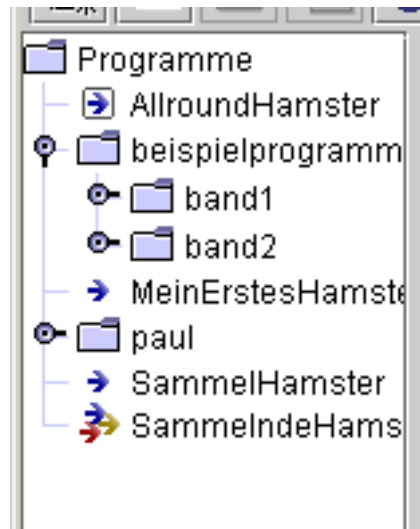 Programme
AllroundHamster
beispielprogramm
band1
band2
MeinErstesHamste
paul
SammelHamster
SammelndeHams